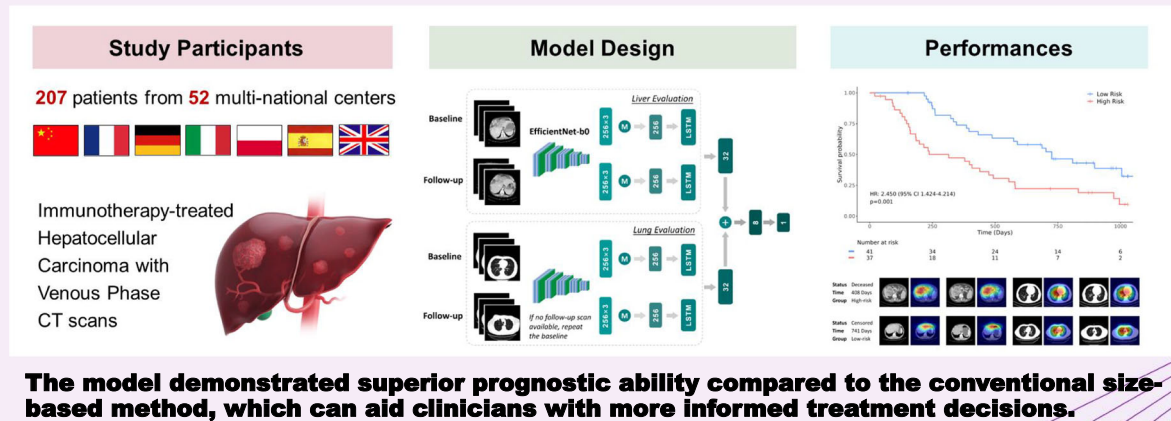 Study Participants
207 patients from 52 multi-national centers
Immunotherapy-treated
Hepatocellular
Carcinoma with
Venous Phase
CT scans
Model Design
Liver Evaluation
Baseline
EfficientNet-b0
256×3
M
256
LSTM
32
Follow-up
256×3
M
256
LSTM
+
8
1
Lung Evaluation
Baseline
256×3
M
256
LSTM
32
Follow-up
If no follow-up scan
available, repeat
the baseline
256×3
M
256
LSTM
Performances
Low Risk
High Risk
Survival probability
1.00
0.75
0.50
0.25
0.00
HR: 2.450 (95% CI 1.424-4.214)
p=0.001
0 250 500 750 1000
Time (Days)
Number at risk
41 34 24 14 6
37 18 11 7 2
Status Deceased
Time 408 Days
Group High-risk
Status Censored
Time 741 Days
Group Low-risk
The model demonstrated superior prognostic ability compared to the conventional size-
based method, which can aid clinicians with more informed treatment decisions.